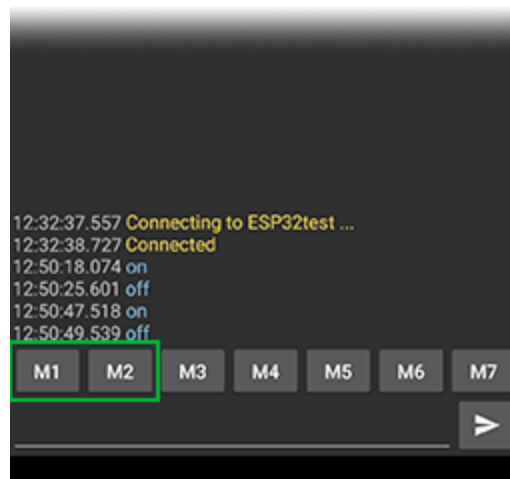 12:32:37.557 Connecting to ESP32test ...
12:32:38.727 Connected
12:50:18.074 on
12:50:25.601 off
12:50:47.518 on
12:50:49.539 off
M1 M2 M3 M4 M5 M6 M7